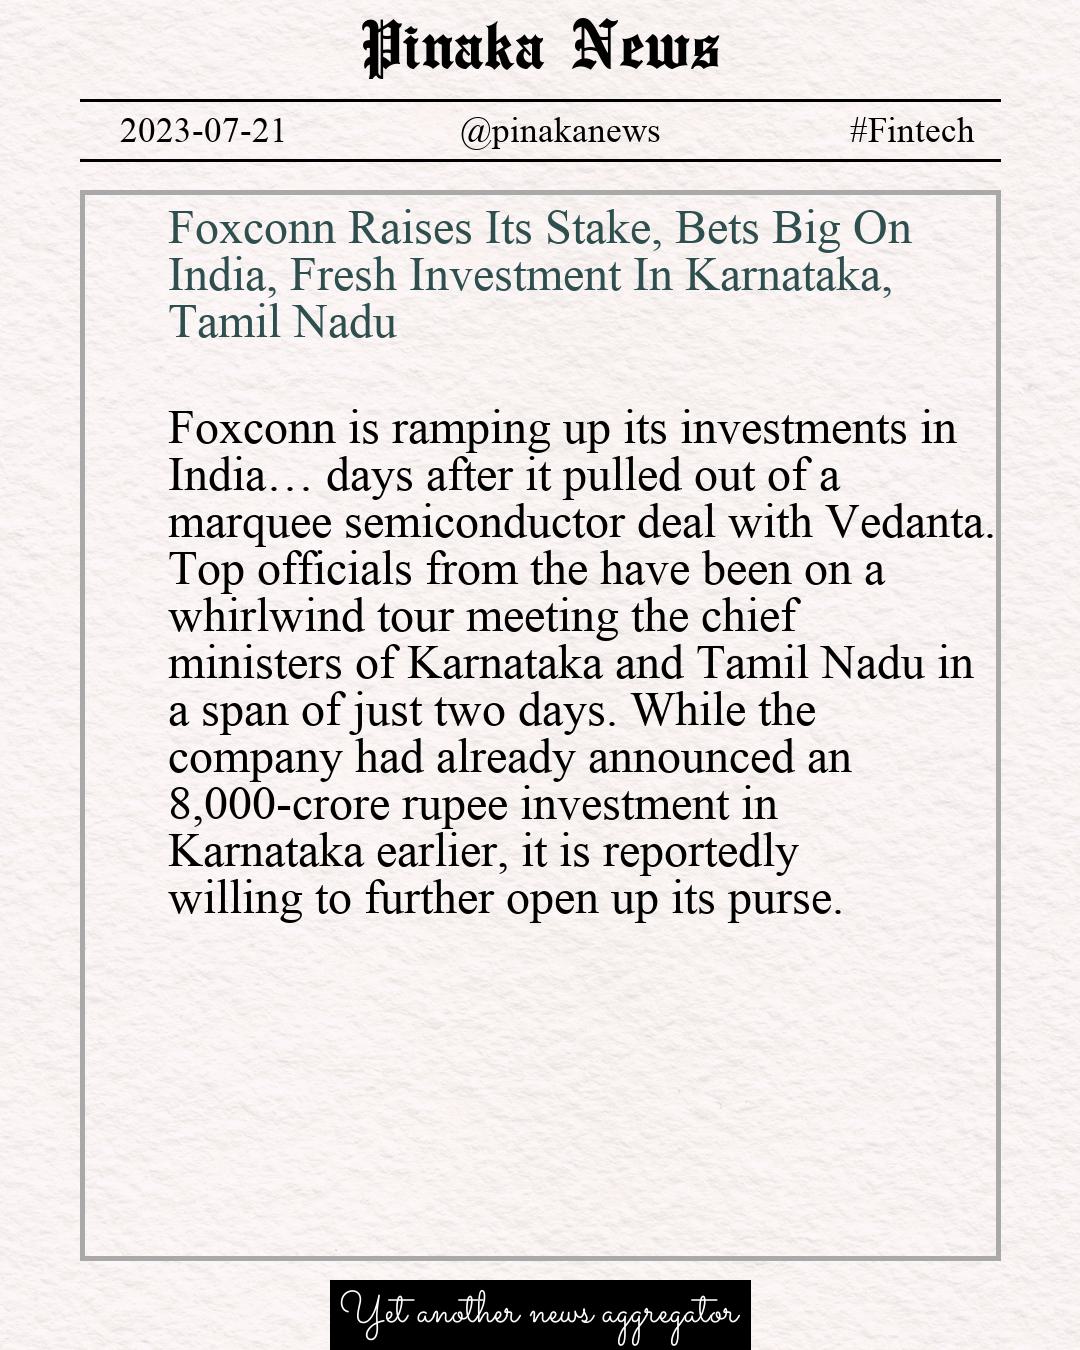 Pinaka News
2023-07-21 @pinakanews #Fintech
Foxconn Raises Its Stake, Bets Big On
India, Fresh Investment In Karnataka,
Tamil Nadu
Foxconn is ramping up its investments in
India… days after it pulled out of a
marquee semiconductor deal with Vedanta.
Top officials from the have been on a
whirlwind tour meeting the chief
ministers of Karnataka and Tamil Nadu in
a span of just two days. While the
company had already announced an
8,000-crore rupee investment in
Karnataka earlier, it is reportedly
willing to further open up its purse.
Yet another news aggregator